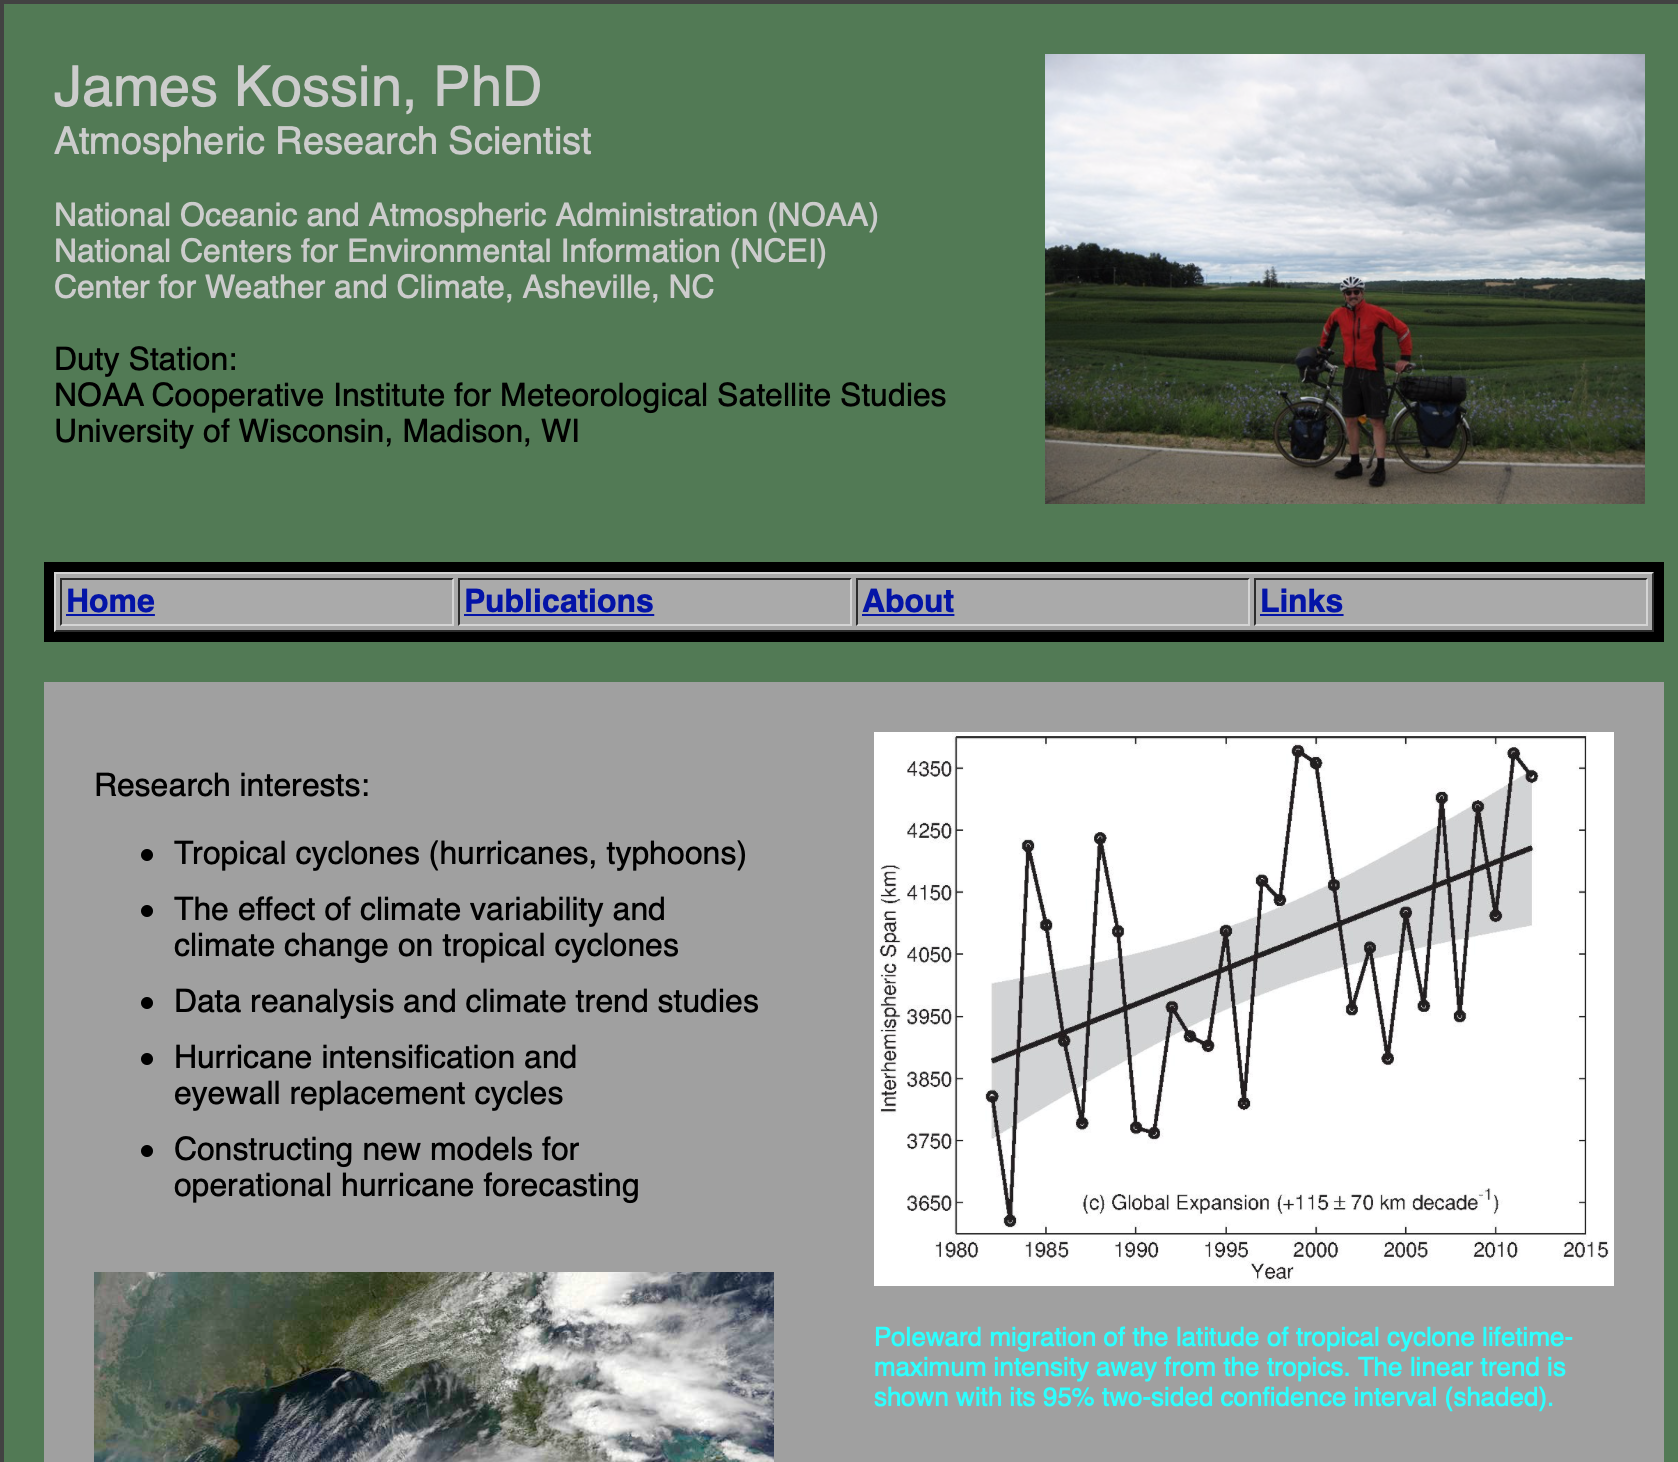 James Kossin, PhD
Atmospheric Research Scientist
National Oceanic and Atmospheric Administration (NOAA)
National Centers for Environmental Information (NCEI)
Center for Weather and Climate, Asheville, NC
Duty Station:
NOAA Cooperative Institute for Meteorological Satellite Studies
University of Wisconsin, Madison, WI
Home Publications About Links
Research interests:
• Tropical cyclones (hurricanes, typhoons)
• The effect of climate variability and
climate change on tropical cyclones
• Data reanalysis and climate trend studies
• Hurricane intensification and
eyewall replacement cycles
• Constructing new models for
operational hurricane forecasting
Interhemispheric Span (km)
4350
4250
4150
4050
3950
3850
3750
3650
(c) Global Expansion (+115 ± 70 km decade⁻¹)
1980 1985 1990 1995 2000 2005 2010 2015
Year
Poleward migration of the latitude of tropical cyclone lifetime-
maximum intensity away from the tropics. The linear trend is
shown with its 95% two-sided confidence interval (shaded).